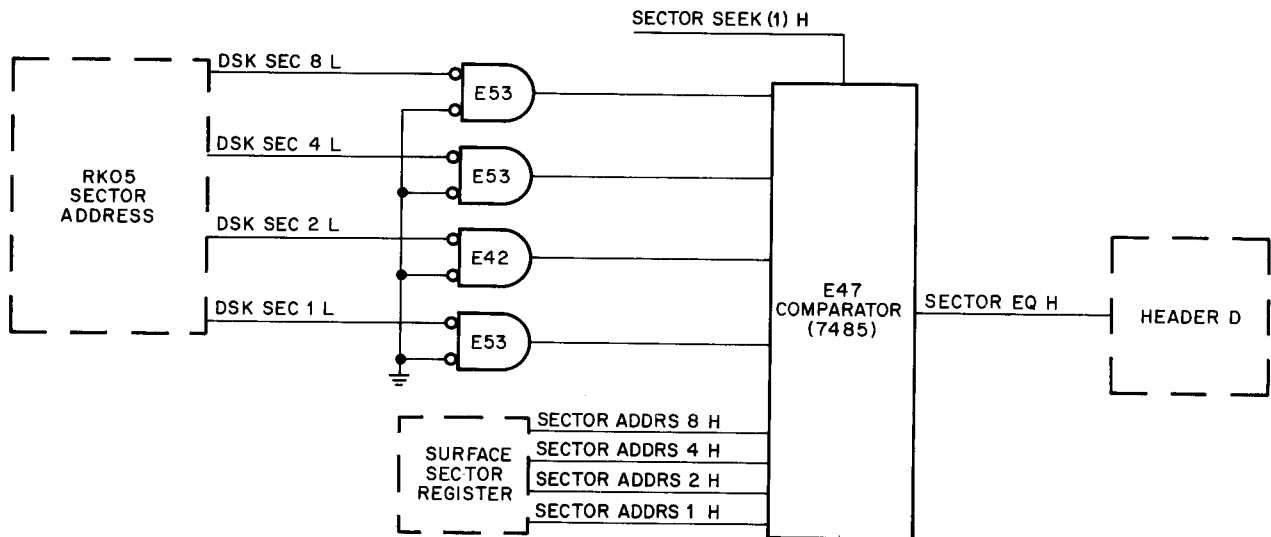 SECTOR SEEK (1) H
DSK SEC 8 L
E53
DSK SEC 4 L
E53
RK05
SECTOR
ADDRESS
DSK SEC 2 L
E42
DSK SEC 1 L
E53
E47
COMPARATOR
(7485)
SECTOR EQ H
HEADER D
SURFACE
SECTOR
REGISTER
SECTOR ADDRS 8 H
SECTOR ADDRS 4 H
SECTOR ADDRS 2 H
SECTOR ADDRS 1 H